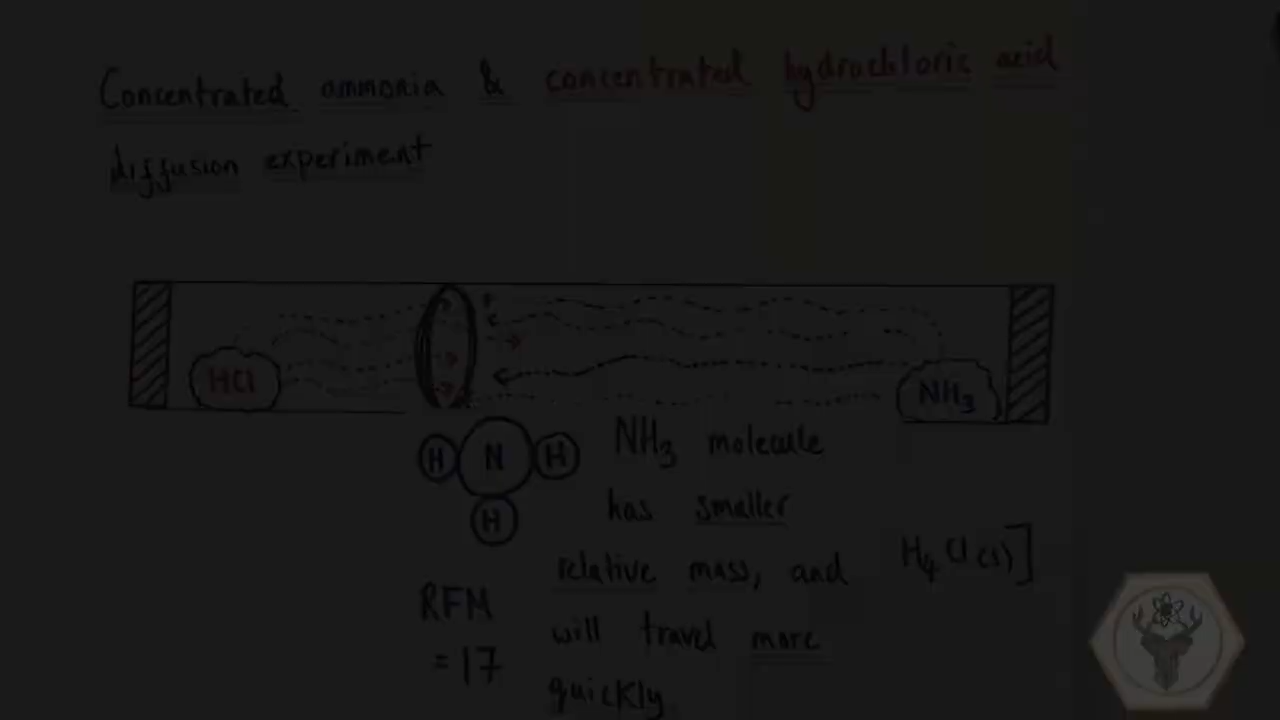 Concentrated ammonia & concentrated hydrochloric acid
diffusion experiment
HCl
NH3
H N H
H
NH3 molecule
has smaller
relative mass, and
will travel more
quickly
RFM
= 17
H4Cl(s)]